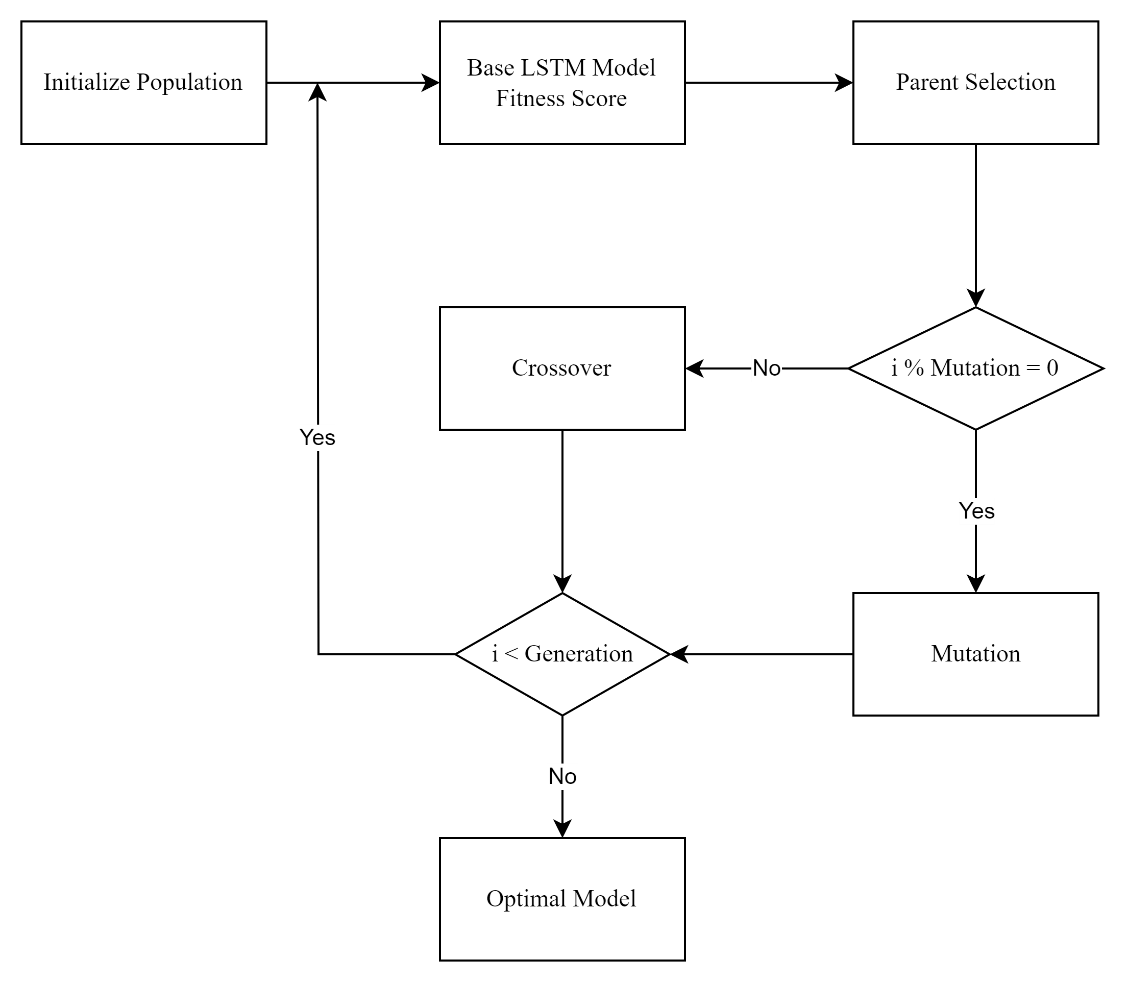 Initialize Population
Base LSTM Model
Fitness Score
Parent Selection
Crossover
No
i % Mutation = 0
Yes
Yes
i < Generation
Mutation
No
Optimal Model